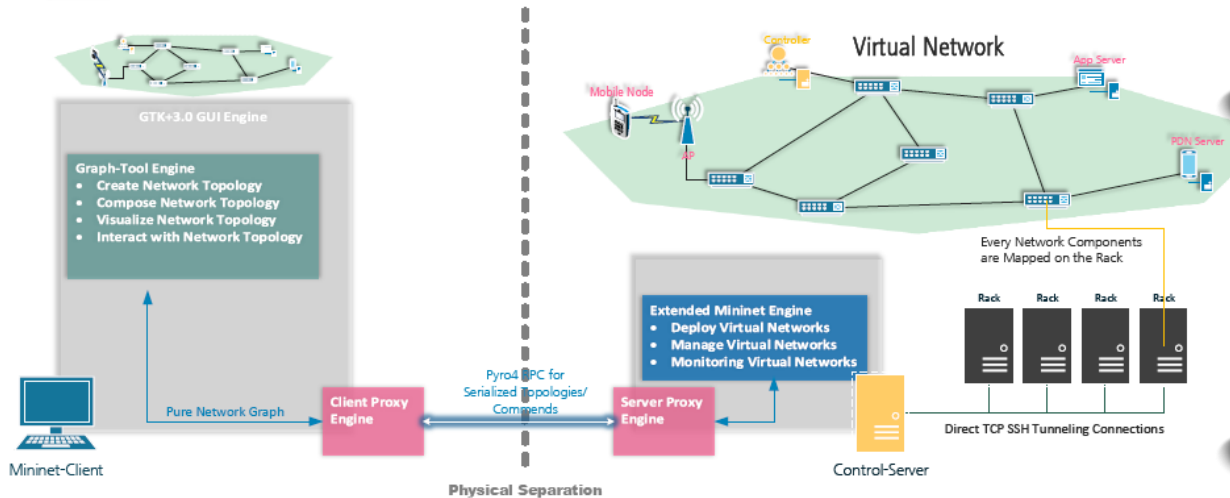 Virtual Network
Controller
App Server
Mobile Node
AP
PDN Server
GTK+3.0 GUI Engine
Graph-Tool Engine
• Create Network Topology
• Compose Network Topology
• Visualize Network Topology
• Interact with Network Topology
Every Network Components
are Mapped on the Rack
Rack
Rack
Rack
Rack
Extended Mininet Engine
• Deploy Virtual Networks
• Manage Virtual Networks
• Monitoring Virtual Networks
Pyro4 RPC for
Serialized Topologies/
Commends
Pure Network Graph
Client Proxy
Engine
Server Proxy
Engine
Direct TCP SSH Tunneling Connections
Mininet-Client
Control-Server
Physical Separation